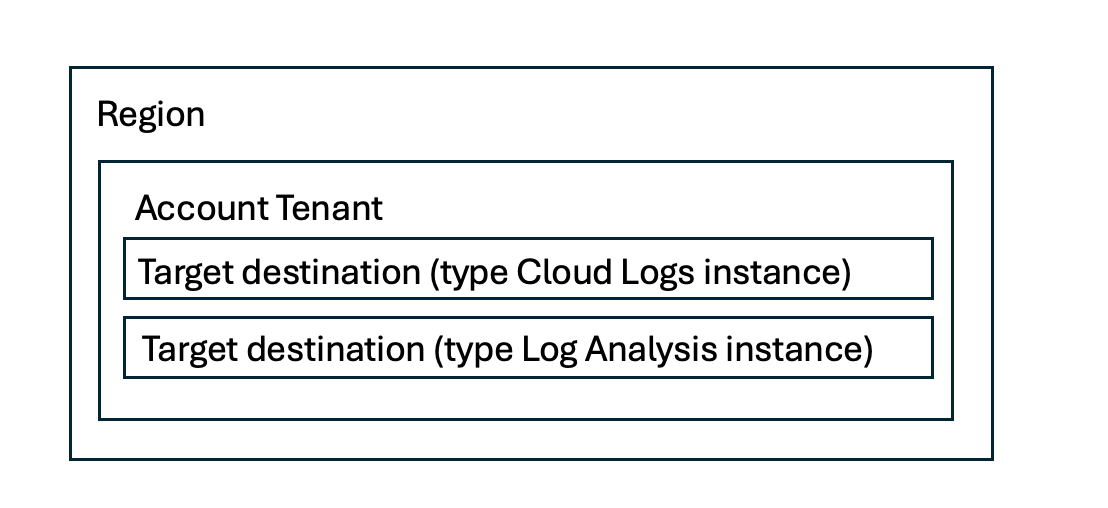 Region
Account Tenant
Target destination (type Cloud Logs instance)
Target destination (type Log Analysis instance)